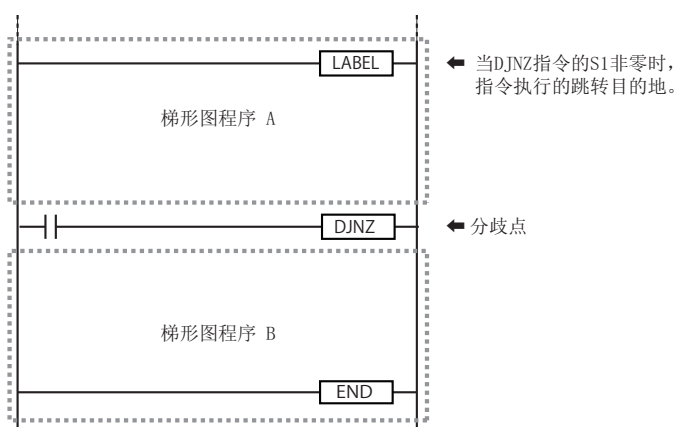 LABEL
当DJNZ指令的S1非零时，
指令执行的跳转目的地。
梯形图程序 A
DJNZ
分歧点
梯形图程序 B
END